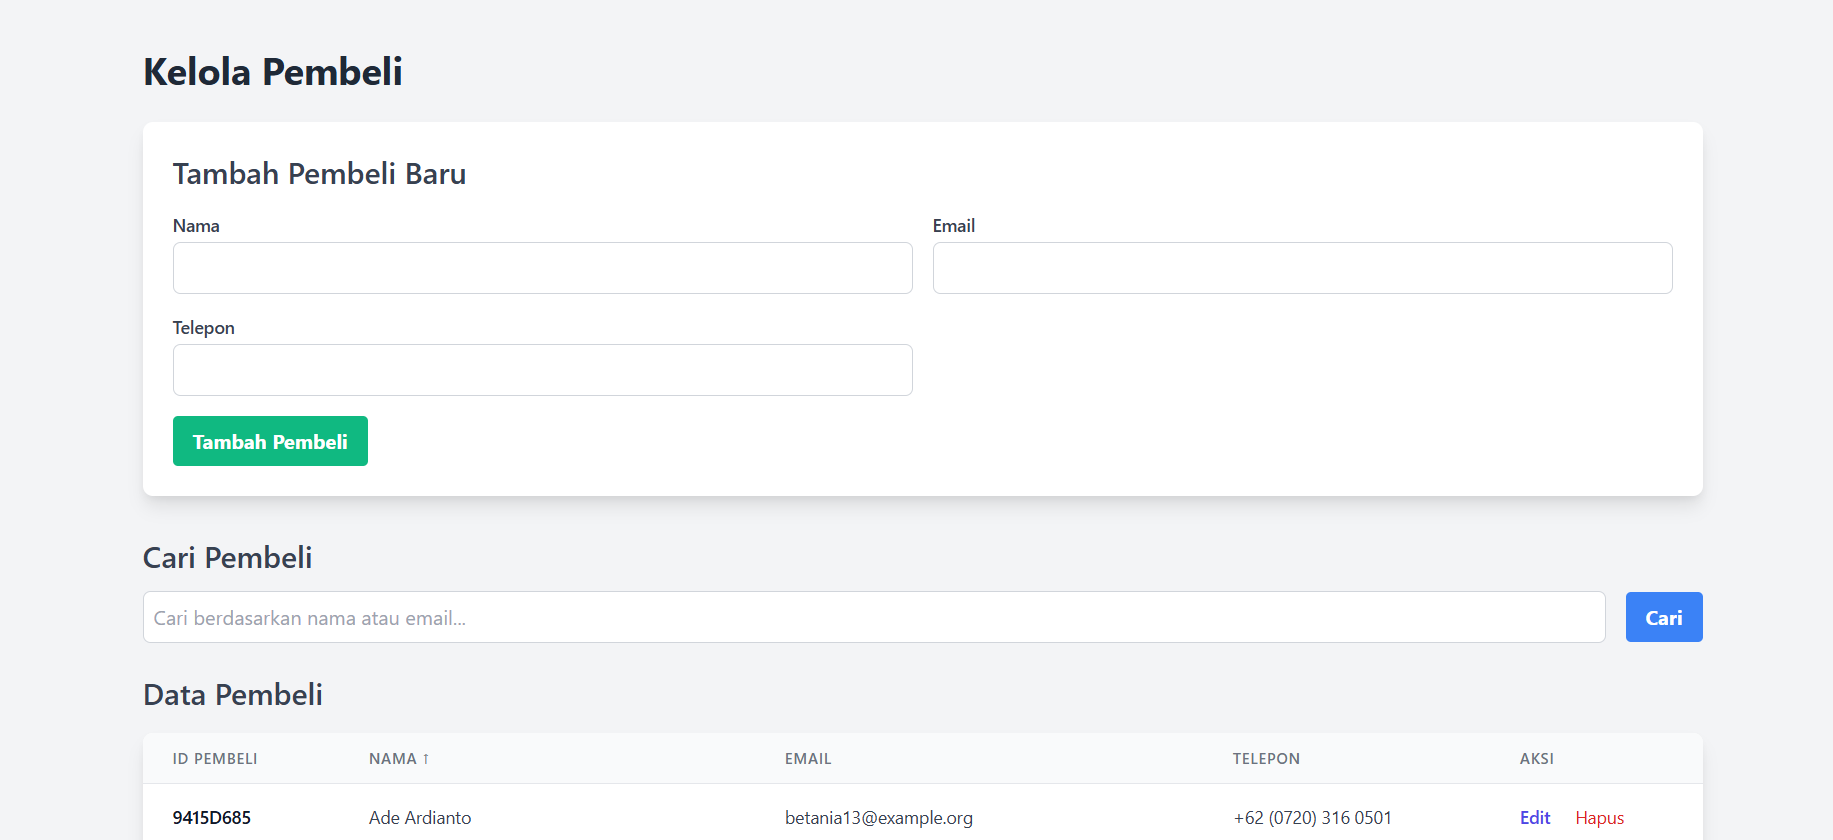 Kelola Pembeli
Tambah Pembeli Baru
Nama
Email
Telepon
Tambah Pembeli
Cari Pembeli
Cari berdasarkan nama atau email...
Cari
Data Pembeli
ID PEMBELI NAMA ↑ EMAIL TELEPON AKSI
9415D685 Ade Ardianto betania13@example.org +62 (0720) 316 0501 Edit Hapus